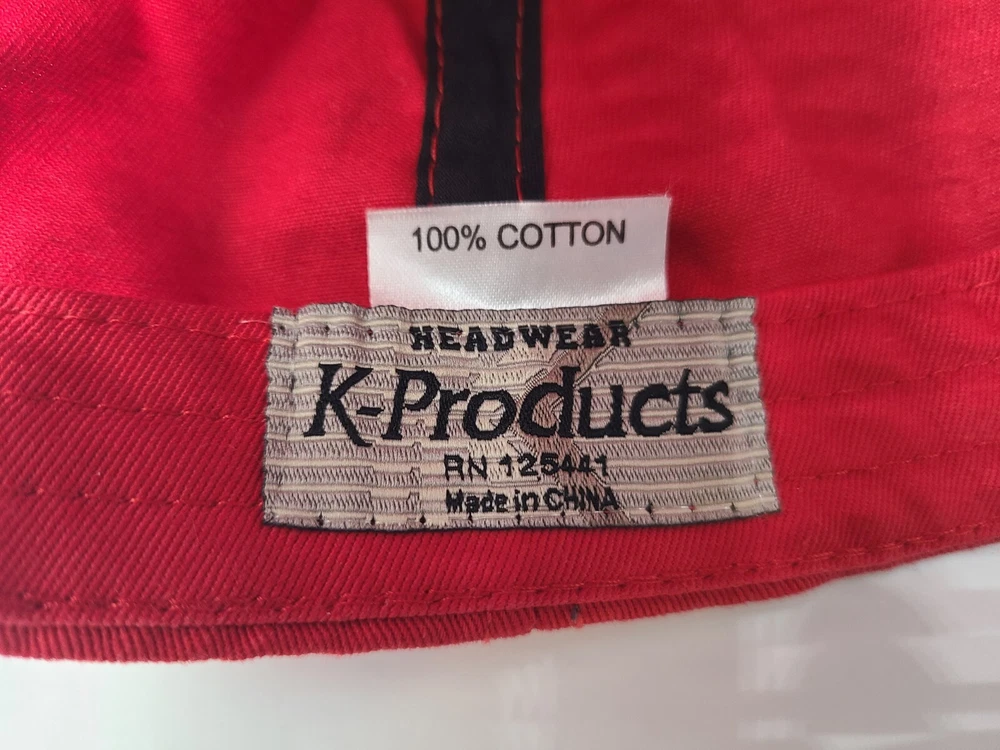 100% COTTON
HEADWEAR
K-Products
RN 125441
Made in CHINA